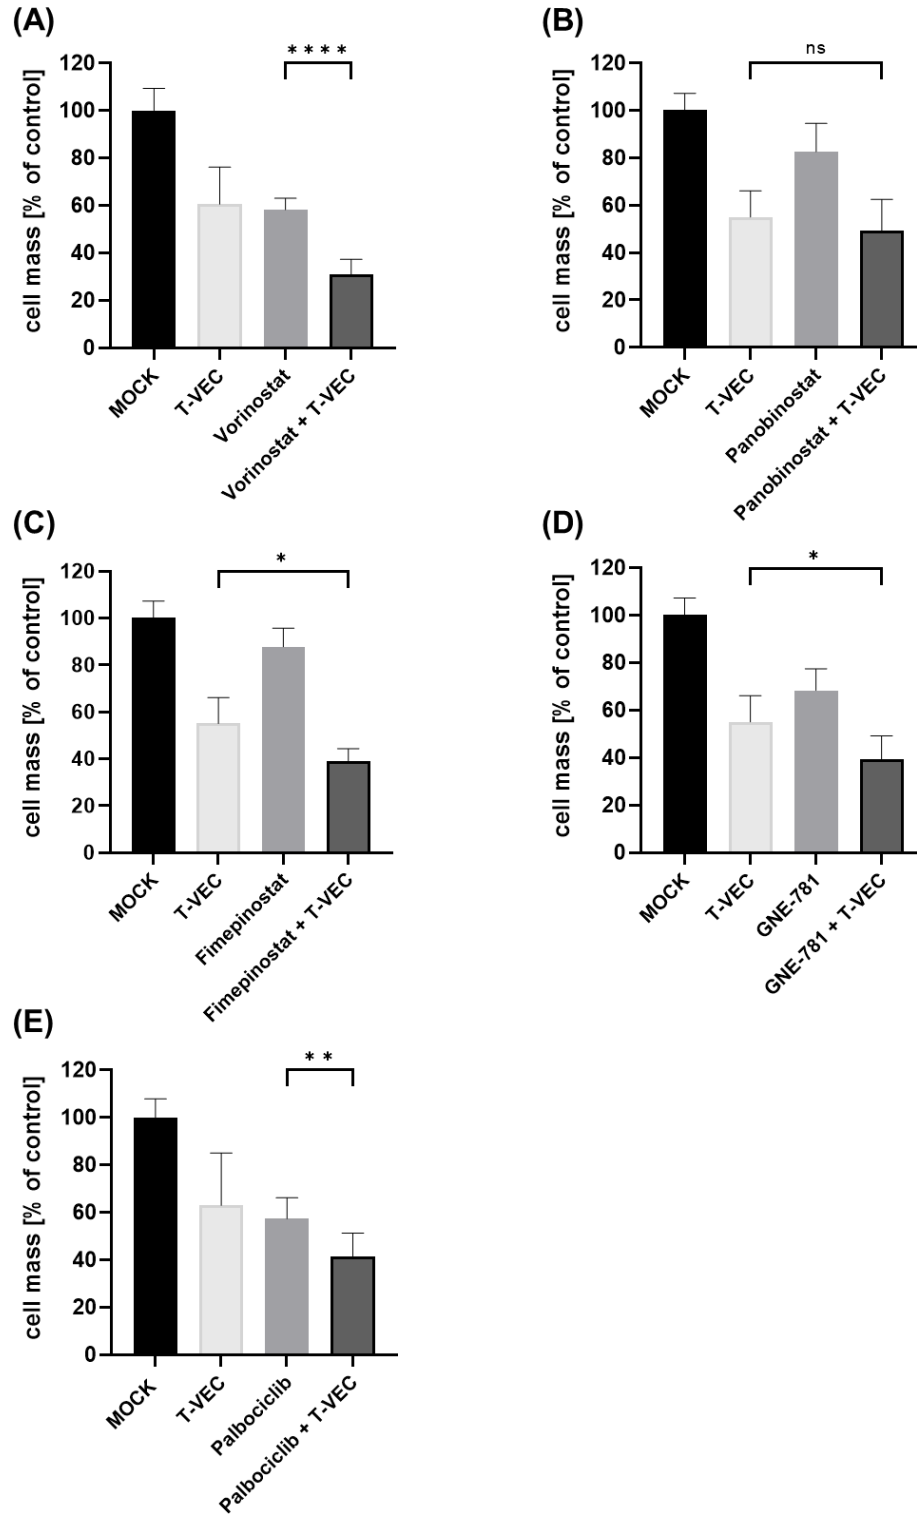 (A)
cell mass [% of control]
120
100
80
60
40
20
0
****
MOCK
T-VEC
Vorinostat
Vorinostat + T-VEC
(B)
cell mass [% of control]
120
100
80
60
40
20
0
ns
MOCK
T-VEC
Panobinostat
Panobinostat + T-VEC
(C)
cell mass [% of control]
120
100
80
60
40
20
0
*
MOCK
T-VEC
Fimepinostat
Fimepinostat + T-VEC
(D)
cell mass [% of control]
120
100
80
60
40
20
0
*
MOCK
T-VEC
GNE-781
GNE-781 + T-VEC
(E)
cell mass [% of control]
120
100
80
60
40
20
0
**
MOCK
T-VEC
Palbociclib
Palbociclib + T-VEC